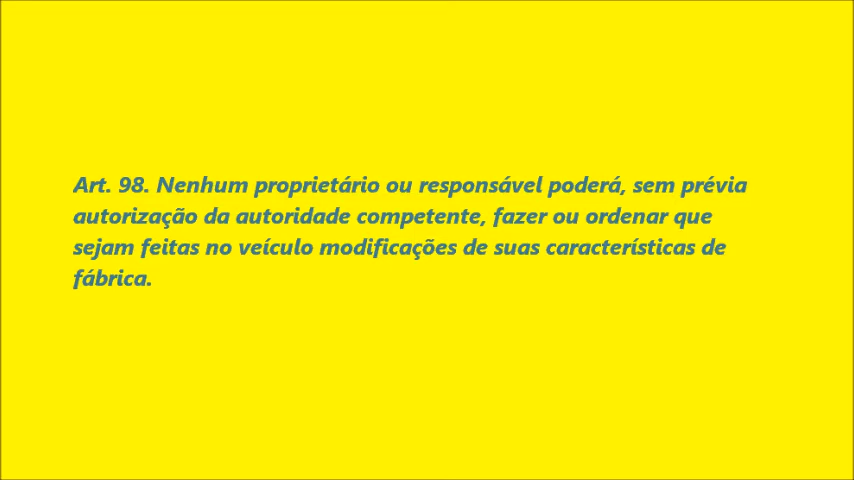 Art. 98. Nenhum proprietário ou responsável poderá, sem prévia
autorização da autoridade competente, fazer ou ordenar que
sejam feitas no veículo modificações de suas características de
fábrica.